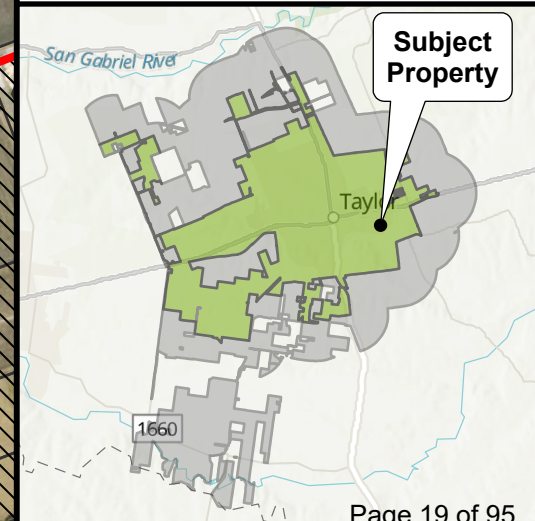 San Gabriel River
Subject
Property
Taylor
1660
Page 19 of 95